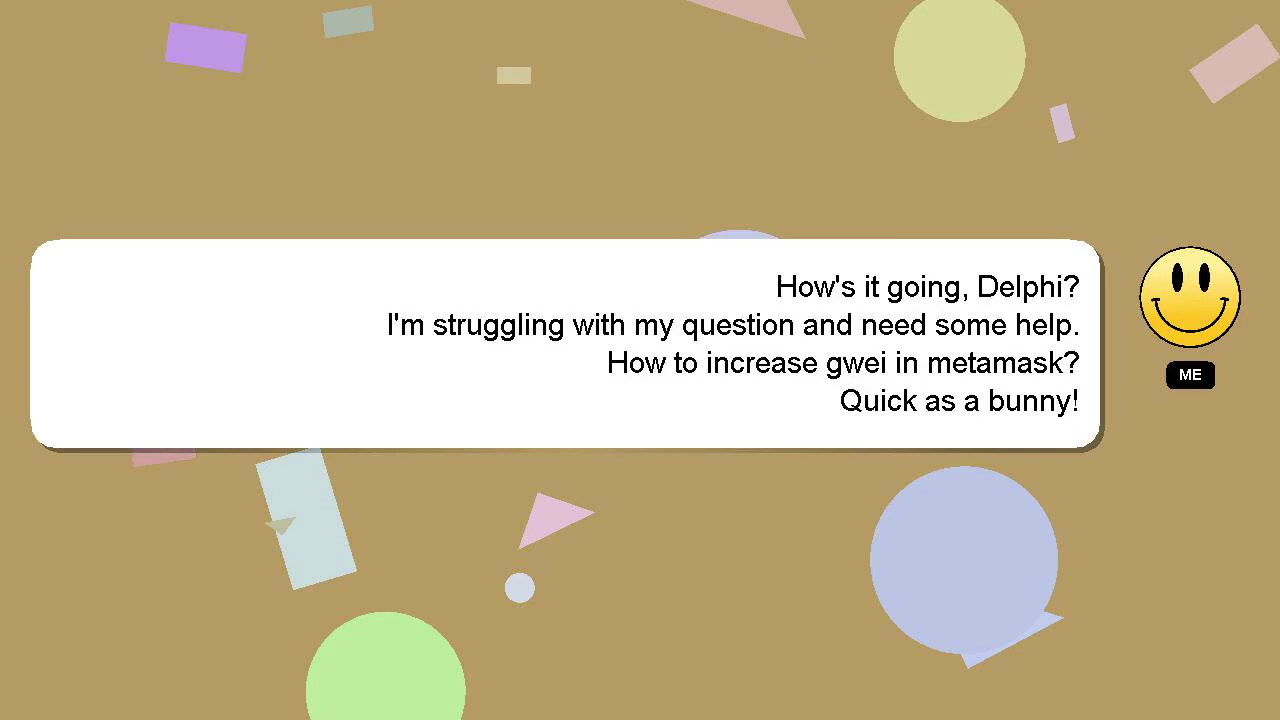 How's it going, Delphi?
I'm struggling with my question and need some help.
How to increase gwei in metamask?
Quick as a bunny!
ME